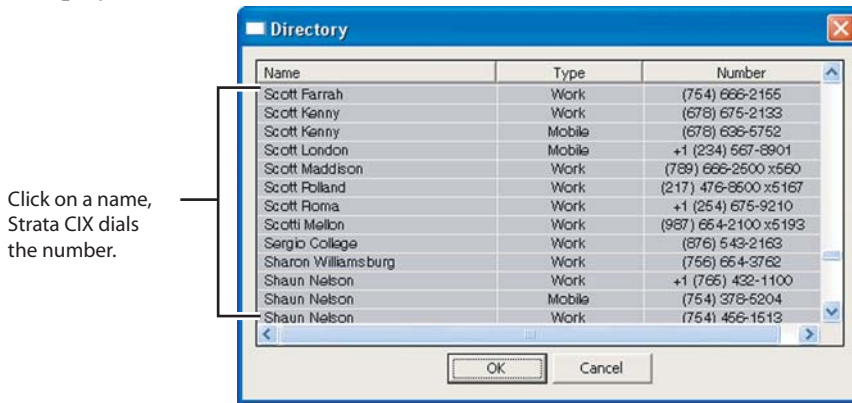 Directory
Name Type Number
Scott Farrah Work (754) 666-2155
Scott Kenny Work (678) 675-2133
Scott Kenny Mobile (678) 636-5752
Scott London Mobile +1 (234) 567-8901
Scott Maddison Work (789) 666-2500 x560
Scott Polland Work (217) 476-8500 x5167
Scott Roma Work +1 (254) 675-9210
Scotti Mellon Work (987) 654-2100 x5193
Sergio College Work (876) 543-2163
Sharon Williamsburg Work (756) 654-3762
Shaun Nelson Work +1 (765) 432-1100
Shaun Nelson Mobile (754) 378-5204
Shaun Nelson Work (754) 456-1513
OK Cancel
Click on a name,
Strata CIX dials
the number.